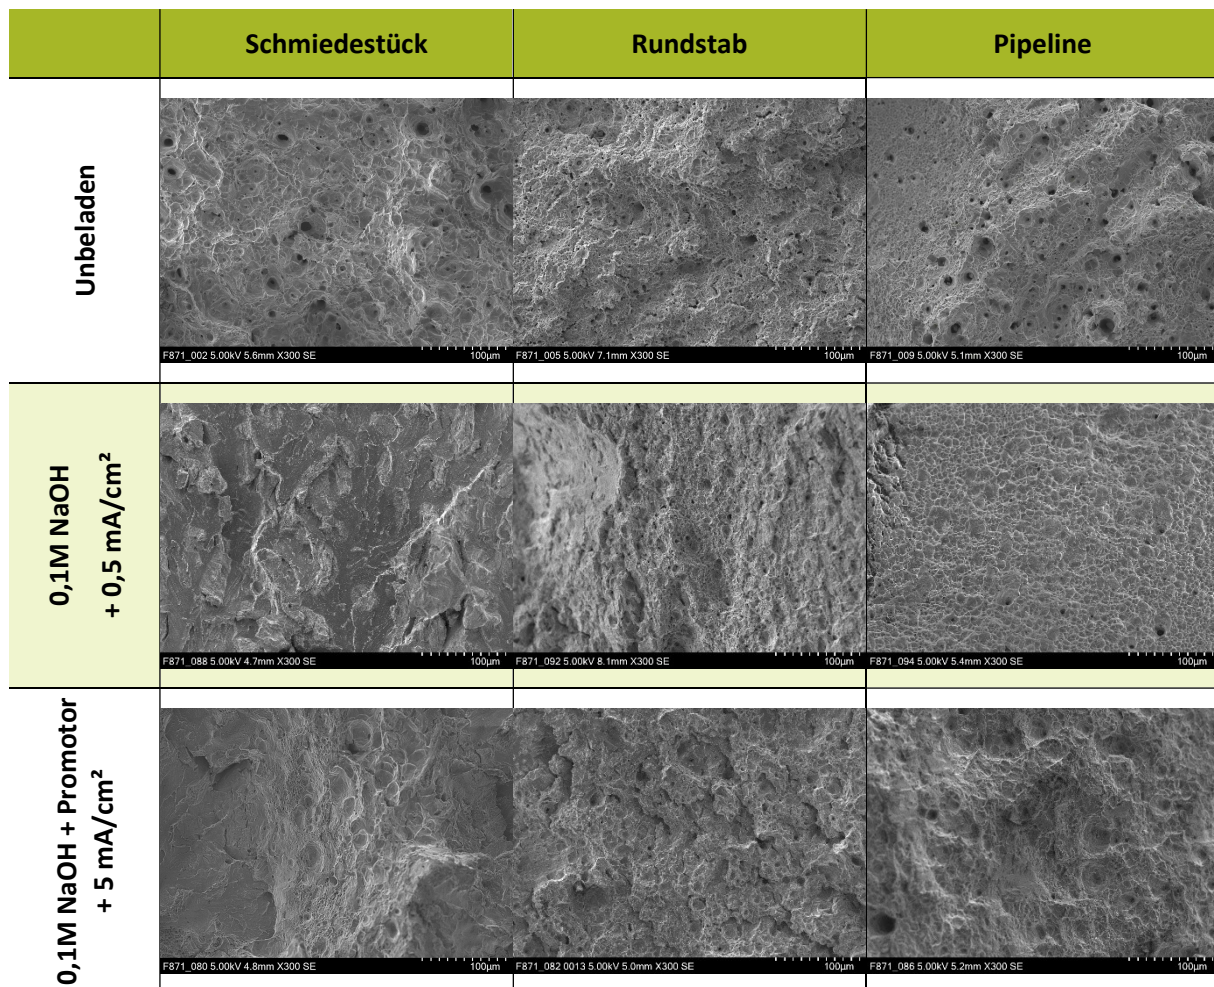 Schmiedestück
Rundstab
Pipeline
Unbeladen
F871_002 5.00kV 5.6mm X300 SE
100µm
F871_005 5.00kV 7.1mm X300 SE
100µm
F871_009 5.00kV 5.1mm X300 SE
100µm
0,1M NaOH
+ 0,5 mA/cm²
F871_088 5.00kV 4.7mm X300 SE
100µm
F871_092 5.00kV 8.1mm X300 SE
100µm
F871_094 5.00kV 5.4mm X300 SE
100µm
0,1M NaOH + Promotor
+ 5 mA/cm²
F871_080 5.00kV 4.8mm X300 SE
100µm
F871_082 0013 5.00kV 5.0mm X300 SE
100µm
F871_086 5.00kV 5.2mm X300 SE
100µm